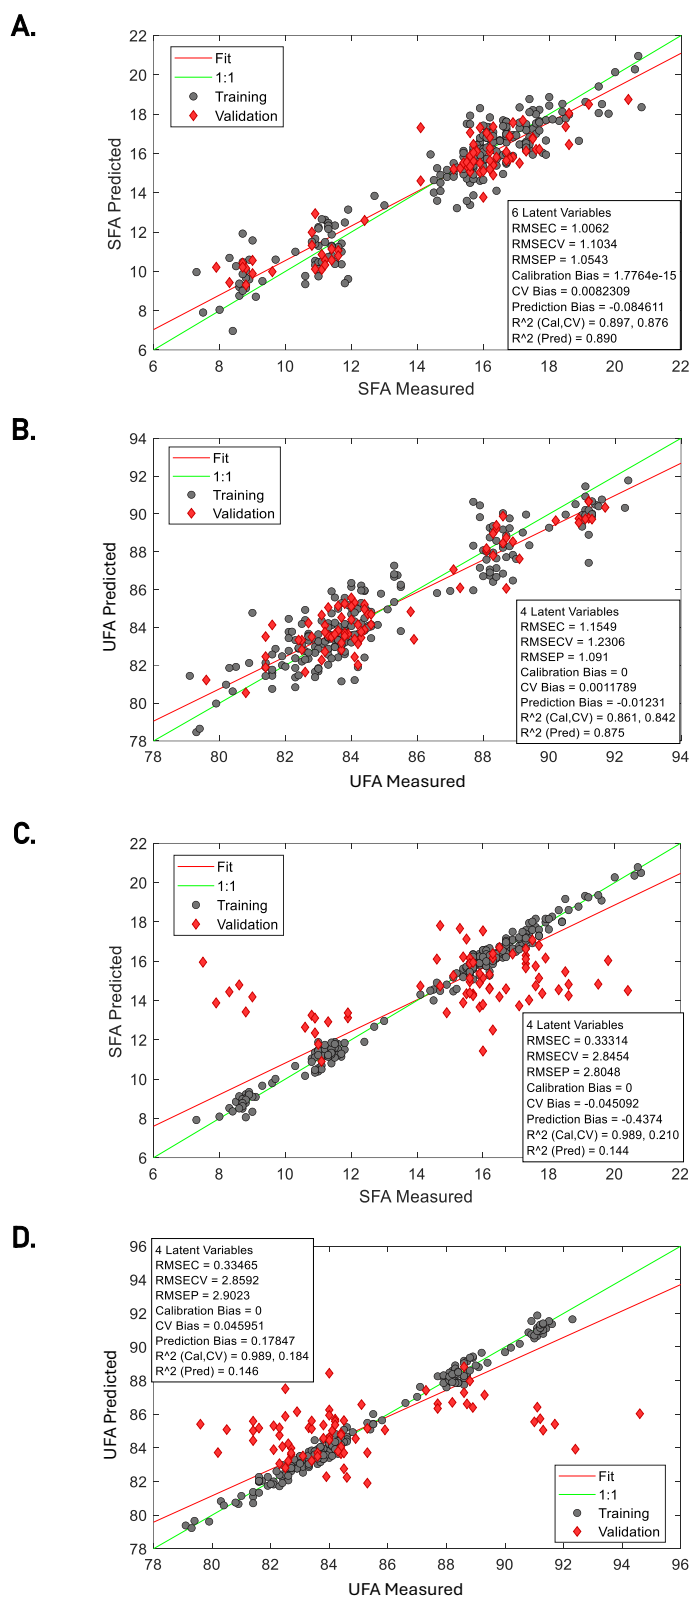 A.
22
20
18
16
14
12
10
8
6
SFA Predicted
Fit
1:1
Training
Validation
6 Latent Variables
RMSEC = 1.0062
RMSECV = 1.1034
RMSEP = 1.0543
Calibration Bias = 1.7764e-15
CV Bias = 0.0082309
Prediction Bias = -0.084611
R^2 (Cal,CV) = 0.897, 0.876
R^2 (Pred) = 0.890
6 8 10 12 14 16 18 20 22
SFA Measured
B.
94
92
90
88
86
84
82
80
78
UFA Predicted
Fit
1:1
Training
Validation
4 Latent Variables
RMSEC = 1.1549
RMSECV = 1.2306
RMSEP = 1.091
Calibration Bias = 0
CV Bias = 0.0011789
Prediction Bias = -0.01231
R^2 (Cal,CV) = 0.861, 0.842
R^2 (Pred) = 0.875
78 80 82 84 86 88 90 92 94
UFA Measured
C.
22
20
18
16
14
12
10
8
6
SFA Predicted
Fit
1:1
Training
Validation
4 Latent Variables
RMSEC = 0.33314
RMSECV = 2.8454
RMSEP = 2.8048
Calibration Bias = 0
CV Bias = -0.045092
Prediction Bias = -0.4374
R^2 (Cal,CV) = 0.989, 0.210
R^2 (Pred) = 0.144
6 8 10 12 14 16 18 20 22
SFA Measured
D.
96
94
92
90
88
86
84
82
80
78
UFA Predicted
4 Latent Variables
RMSEC = 0.33465
RMSECV = 2.8592
RMSEP = 2.9023
Calibration Bias = 0
CV Bias = 0.045951
Prediction Bias = 0.17847
R^2 (Cal,CV) = 0.989, 0.184
R^2 (Pred) = 0.146
Fit
1:1
Training
Validation
78 80 82 84 86 88 90 92 94 96
UFA Measured